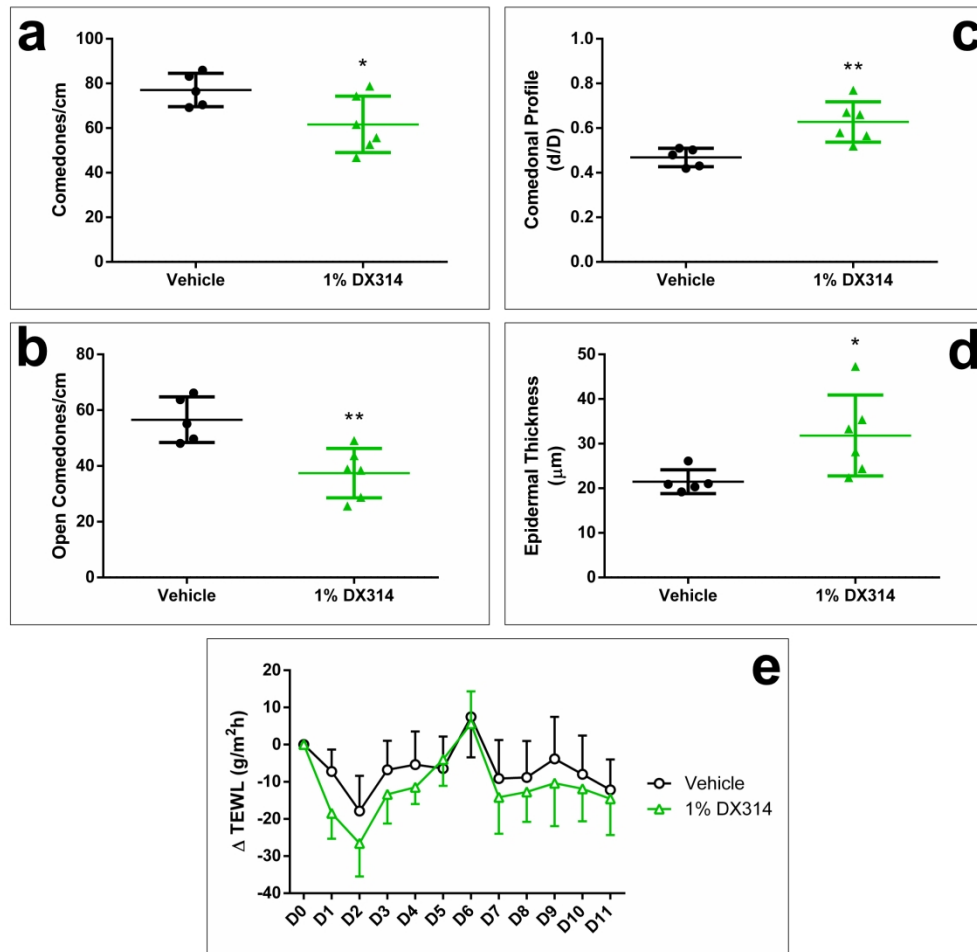 a
Comedones/cm
100
80
60
40
20
0
*
Vehicle
1% DX314
c
Comedonal Profile
(d/D)
1.0
0.8
0.6
0.4
0.2
0.0
**
Vehicle
1% DX314
b
Open Comedones/cm
80
60
40
20
0
**
Vehicle
1% DX314
d
Epidermal Thickness
(µm)
50
40
30
20
10
0
*
Vehicle
1% DX314
e
Δ TEWL (g/m²h)
20
10
0
-10
-20
-30
-40
D0 D1 D2 D3 D4 D5 D6 D7 D8 D9 D10 D11
Vehicle
1% DX314